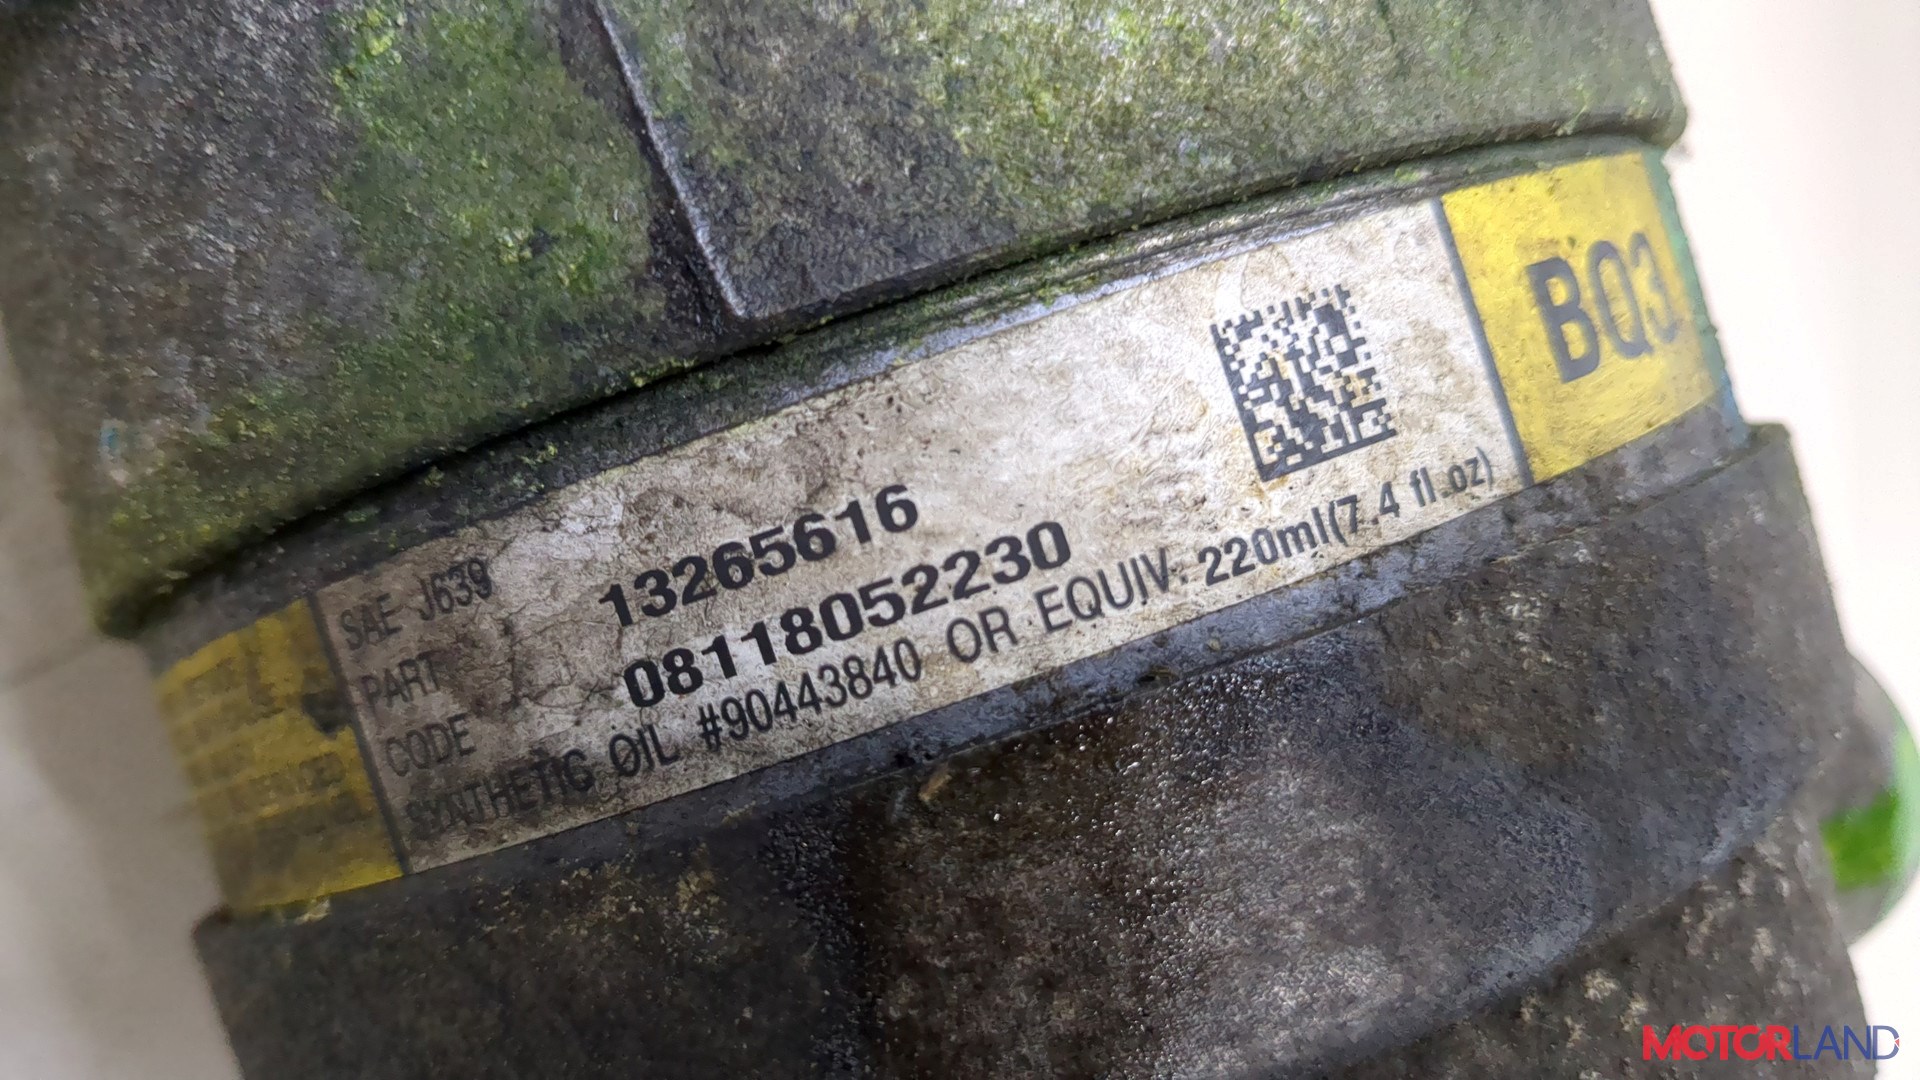 SAE J639
PART 13265616
CODE 08118052230
SYNTHETIC OIL #90443840 OR EQUIV. 220ml(7.4 fl.oz)
BQ3
MOTORLAND